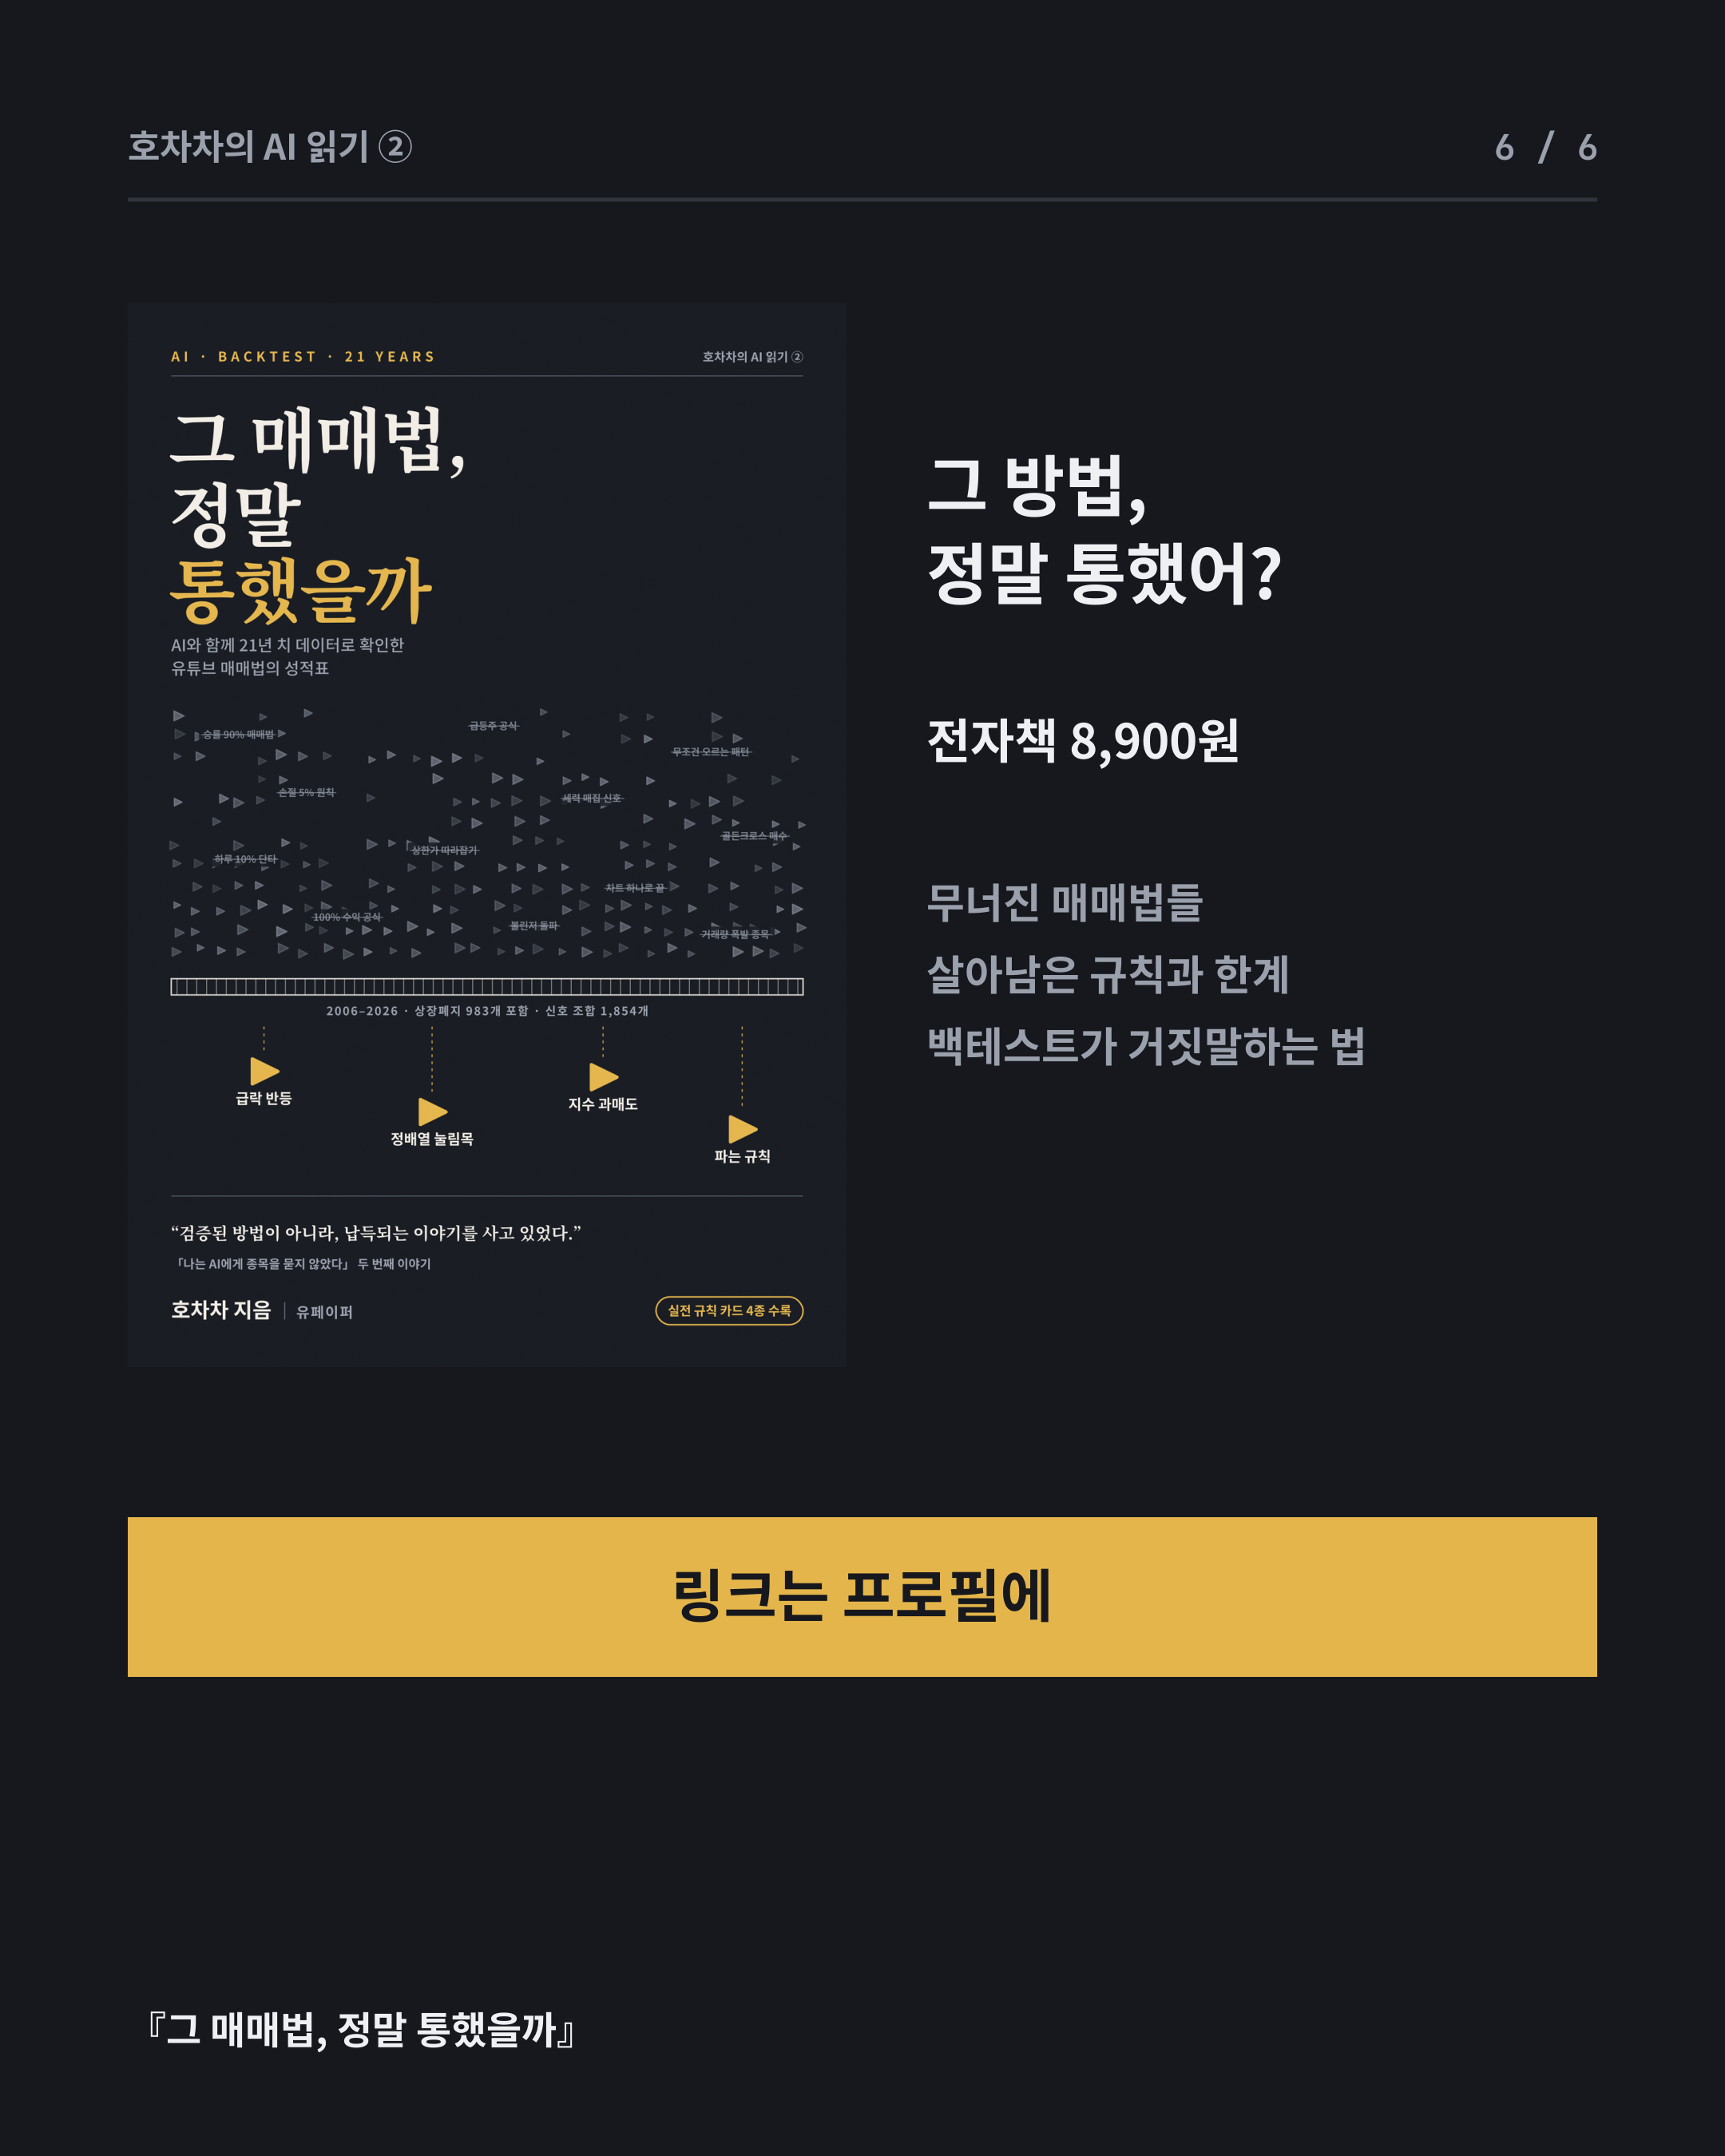 호차차의 AI 읽기 ②
6 / 6
AI · BACKTEST · 21 YEARS
호차차의 AI 읽기 ②
그 매매법,
정말
통했을까
AI와 함께 21년 치 데이터로 확인한
유튜브 매매법의 성적표
급등주 공식
승률 90% 매매법
무조건 오르는 패턴
손절 5% 원칙
세력 매집 신호
골든크로스 매수
상한가 따라잡기
하루 10% 단타
차트 하나로 끝
100% 수익 공식
볼린저 돌파
거래량 폭발 종목
2006–2026 · 상장폐지 983개 포함 · 신호 조합 1,854개
급락 반등
지수 과매도
정배열 눌림목
파는 규칙
“검증된 방법이 아니라, 납득되는 이야기를 사고 있었다.”
「나는 AI에게 종목을 묻지 않았다」 두 번째 이야기
호차차 지음 | 유페이퍼
실전 규칙 카드 4종 수록
그 방법,
정말 통했어?
전자책 8,900원
무너진 매매법들
살아남은 규칙과 한계
백테스트가 거짓말하는 법
링크는 프로필에
『그 매매법, 정말 통했을까』